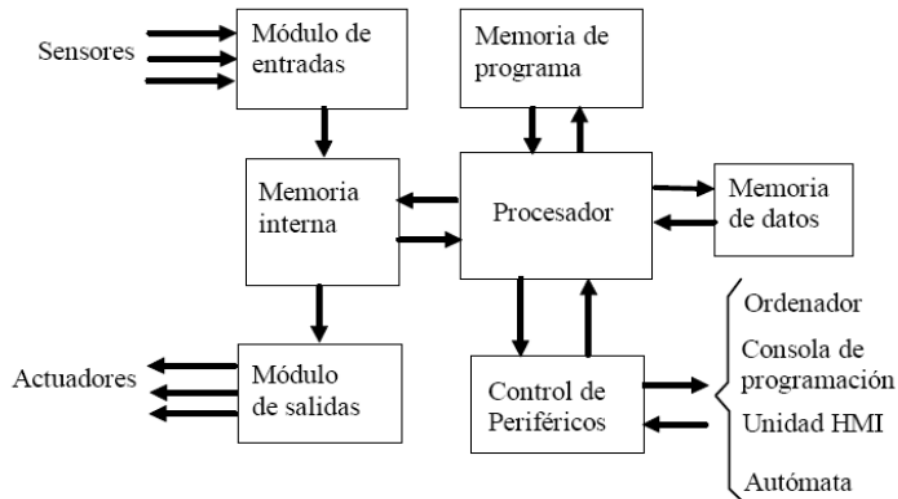 Sensores
Módulo de
entradas
Memoria de
programa
Memoria
interna
Procesador
Memoria
de datos
Actuadores
Módulo
de salidas
Control de
Periféricos
Ordenador
Consola de
programación
Unidad HMI
Autómata